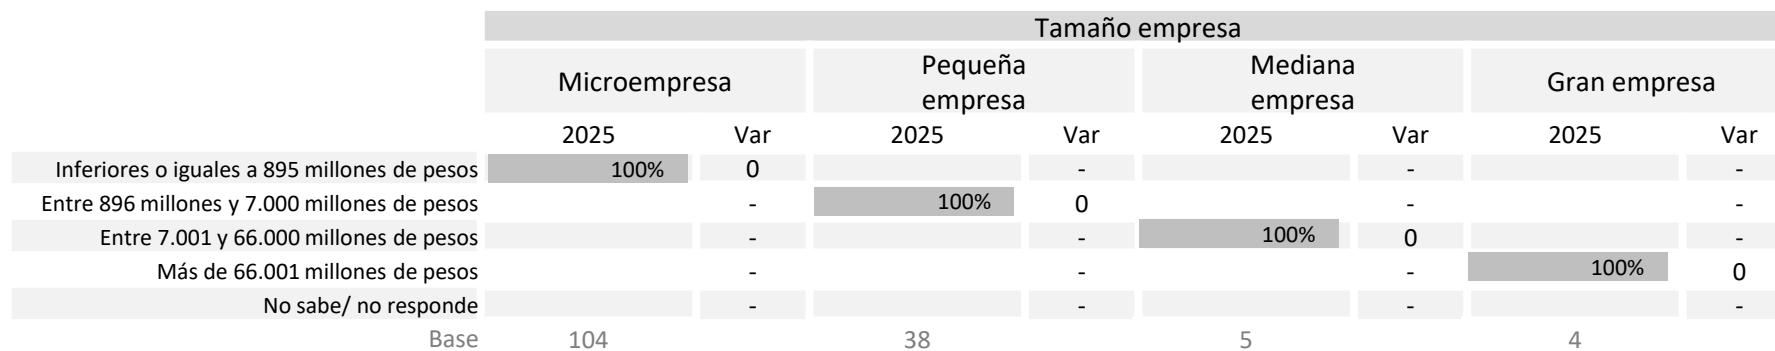 Tamaño empresa
Microempresa Pequeña empresa Mediana empresa Gran empresa
2025 Var 2025 Var 2025 Var 2025 Var
Inferiores o iguales a 895 millones de pesos 100% 0 - - -
Entre 896 millones y 7.000 millones de pesos - 100% 0 - -
Entre 7.001 y 66.000 millones de pesos - - 100% 0 -
Más de 66.001 millones de pesos - - - 100% 0
No sabe/ no responde - - - -
Base 104 38 5 4